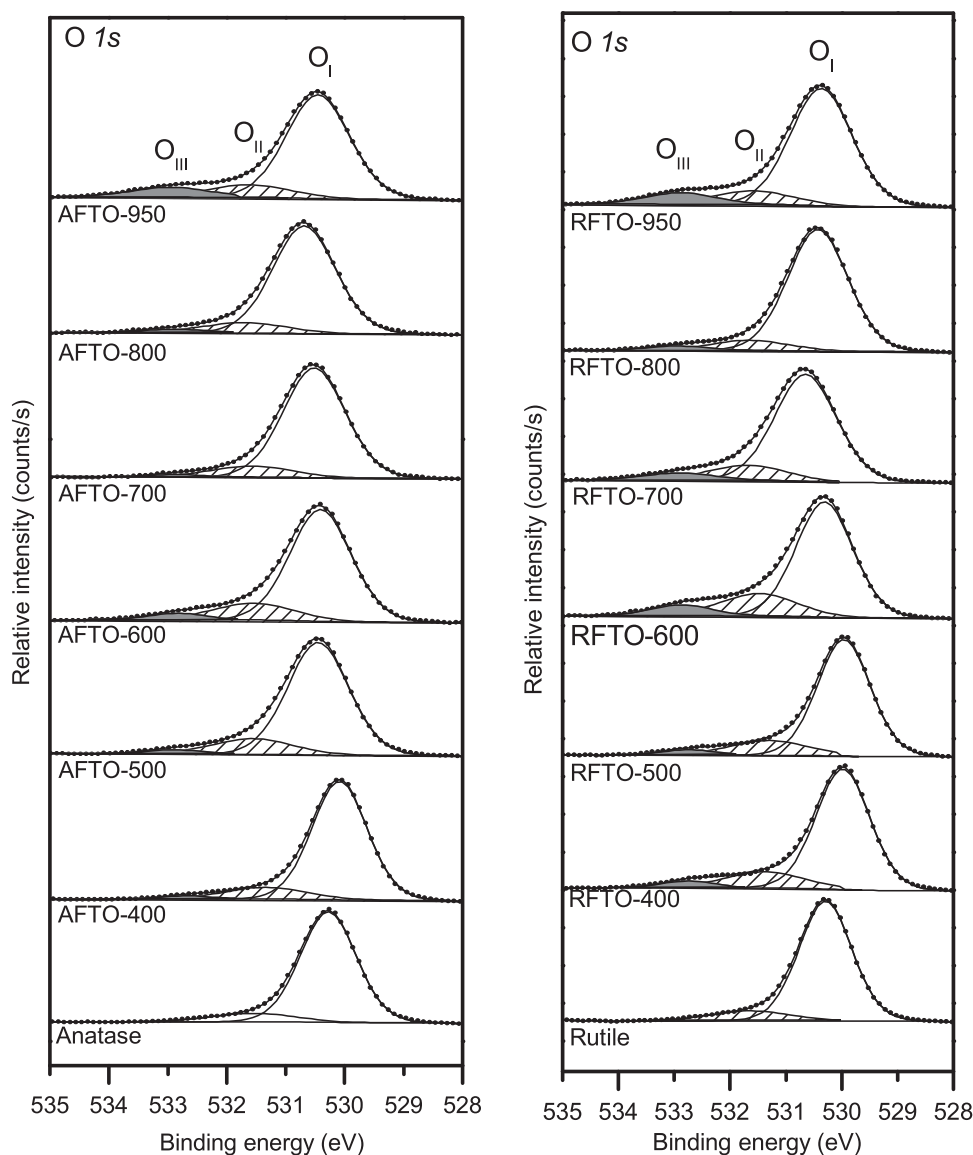 O 1s
O_I
O_II
O_III
AFTO-950
AFTO-800
AFTO-700
AFTO-600
AFTO-500
AFTO-400
Anatase
535 534 533 532 531 530 529 528
Binding energy (eV)
Relative intensity (counts/s)
O 1s
O_I
O_II
O_III
RFTO-950
RFTO-800
RFTO-700
RFTO-600
RFTO-500
RFTO-400
Rutile
535 534 533 532 531 530 529 528
Binding energy (eV)
Relative intensity (counts/s)